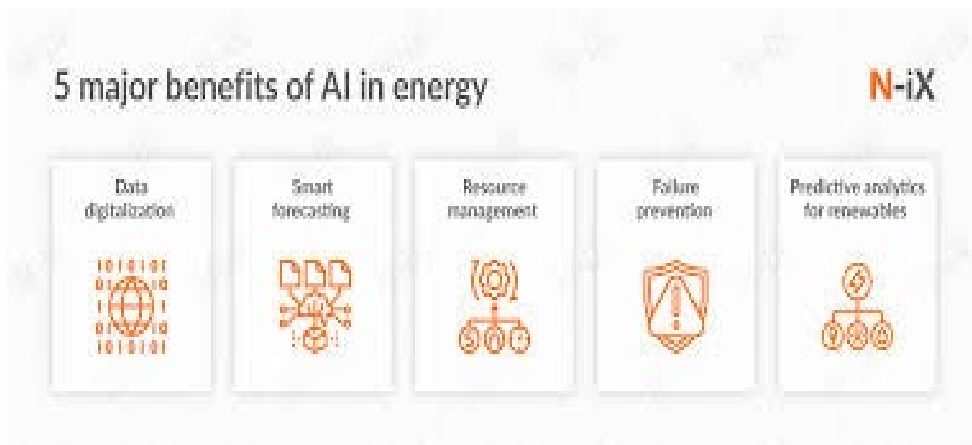 5 major benefits of AI in energy
N-iX
Data
digitalization
Smart
forecasting
Resource
management
Failure
prevention
Predictive analytics
for renewables